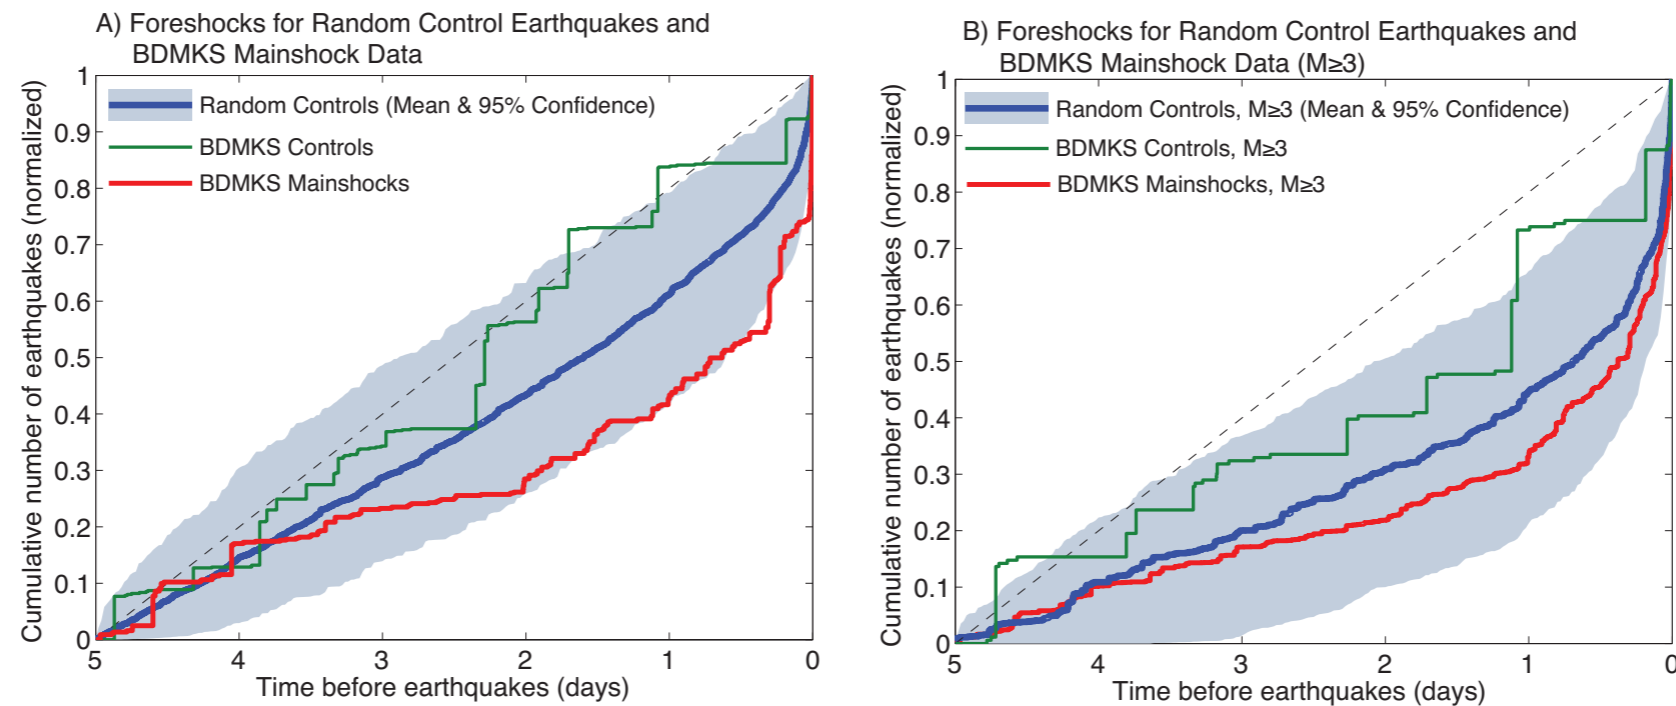 A) Foreshocks for Random Control Earthquakes and
BDMKS Mainshock Data
1
0.9
0.8
0.7
0.6
0.5
0.4
0.3
0.2
0.1
0
Cumulative number of earthquakes (normalized)
Random Controls (Mean & 95% Confidence)
BDMKS Controls
BDMKS Mainshocks
5 4 3 2 1 0
Time before earthquakes (days)
B) Foreshocks for Random Control Earthquakes and
BDMKS Mainshock Data (M≥3)
1
0.9
0.8
0.7
0.6
0.5
0.4
0.3
0.2
0.1
0
Cumulative number of earthquakes (normalized)
Random Controls, M≥3 (Mean & 95% Confidence)
BDMKS Controls, M≥3
BDMKS Mainshocks, M≥3
5 4 3 2 1 0
Time before earthquakes (days)